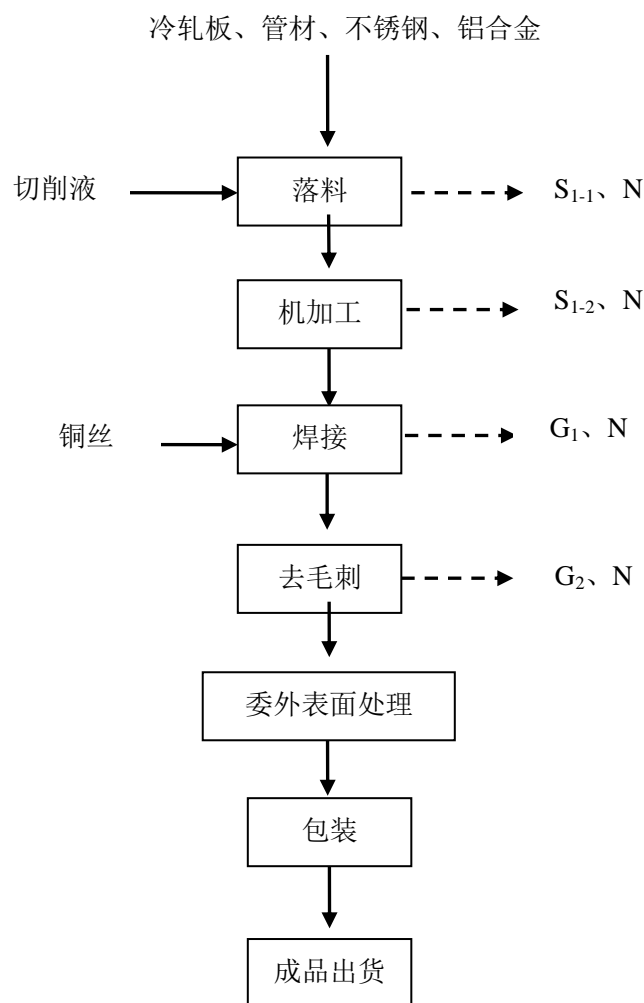 冷轧板、管材、不锈钢、铝合金
切削液 落料 S1-1、N
机加工 S1-2、N
铜丝 焊接 G1、N
去毛刺 G2、N
委外表面处理
包装
成品出货